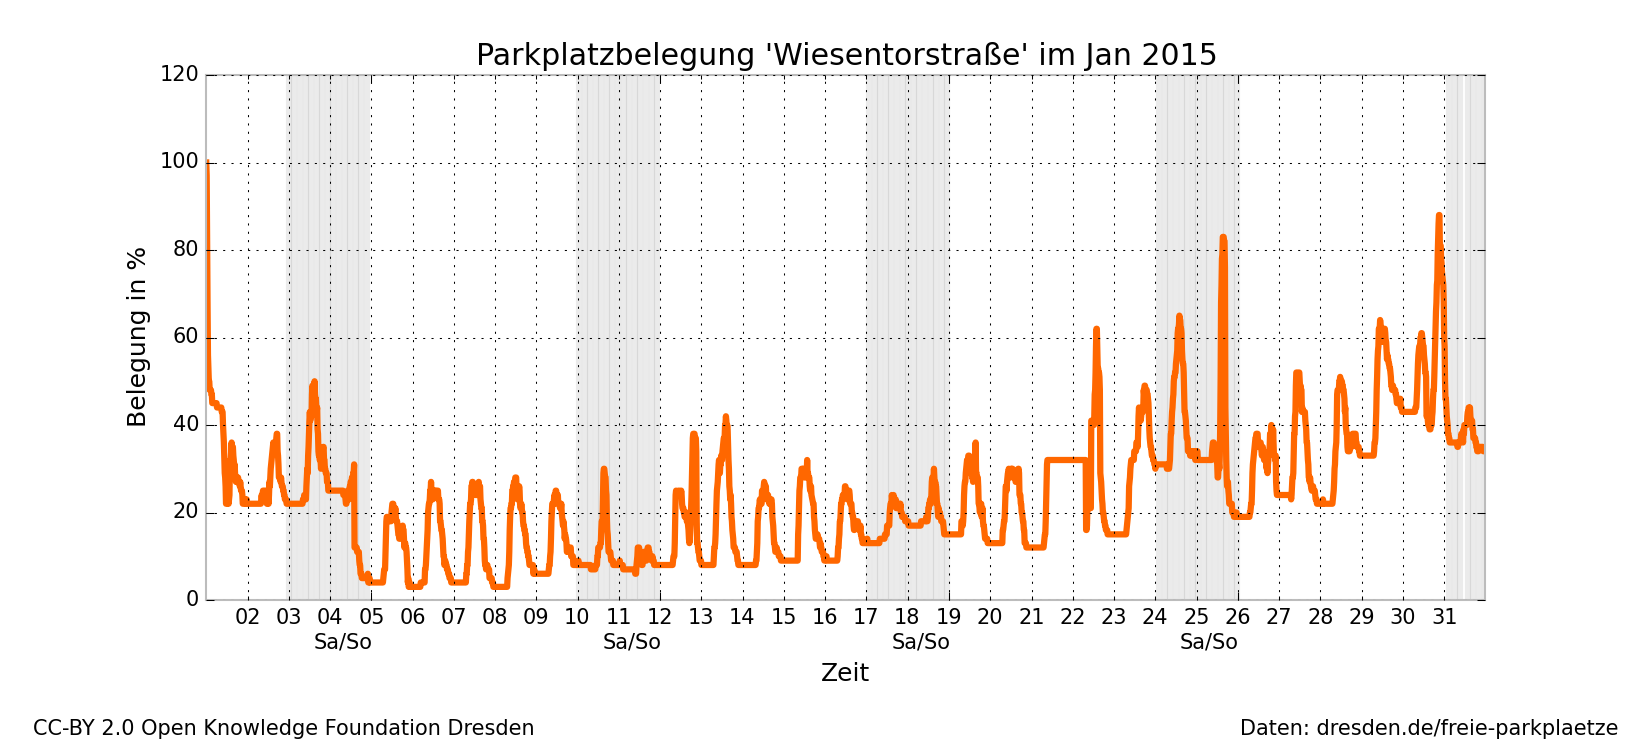 Parkplatzbelegung 'Wiesentorstraße' im Jan 2015
120
100
80
60
40
20
0
Belegung in %
02 03 04 05 06 07 08 09 10 11 12 13 14 15 16 17 18 19 20 21 22 23 24 25 26 27 28 29 30 31
Sa/So Sa/So Sa/So Sa/So
Zeit
CC-BY 2.0 Open Knowledge Foundation Dresden
Daten: dresden.de/freie-parkplaetze